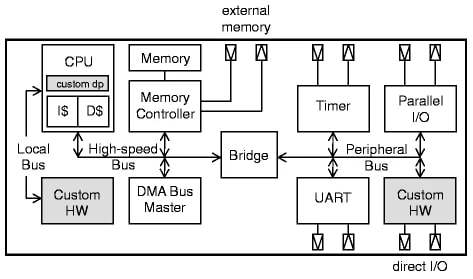 external
memory
CPU
custom dp
I$
D$
Memory
Memory
Controller
Timer
Parallel
I/O
Local
Bus
High-speed
Bus
Bridge
Peripheral
Bus
Custom
HW
DMA Bus
Master
UART
Custom
HW
direct I/O